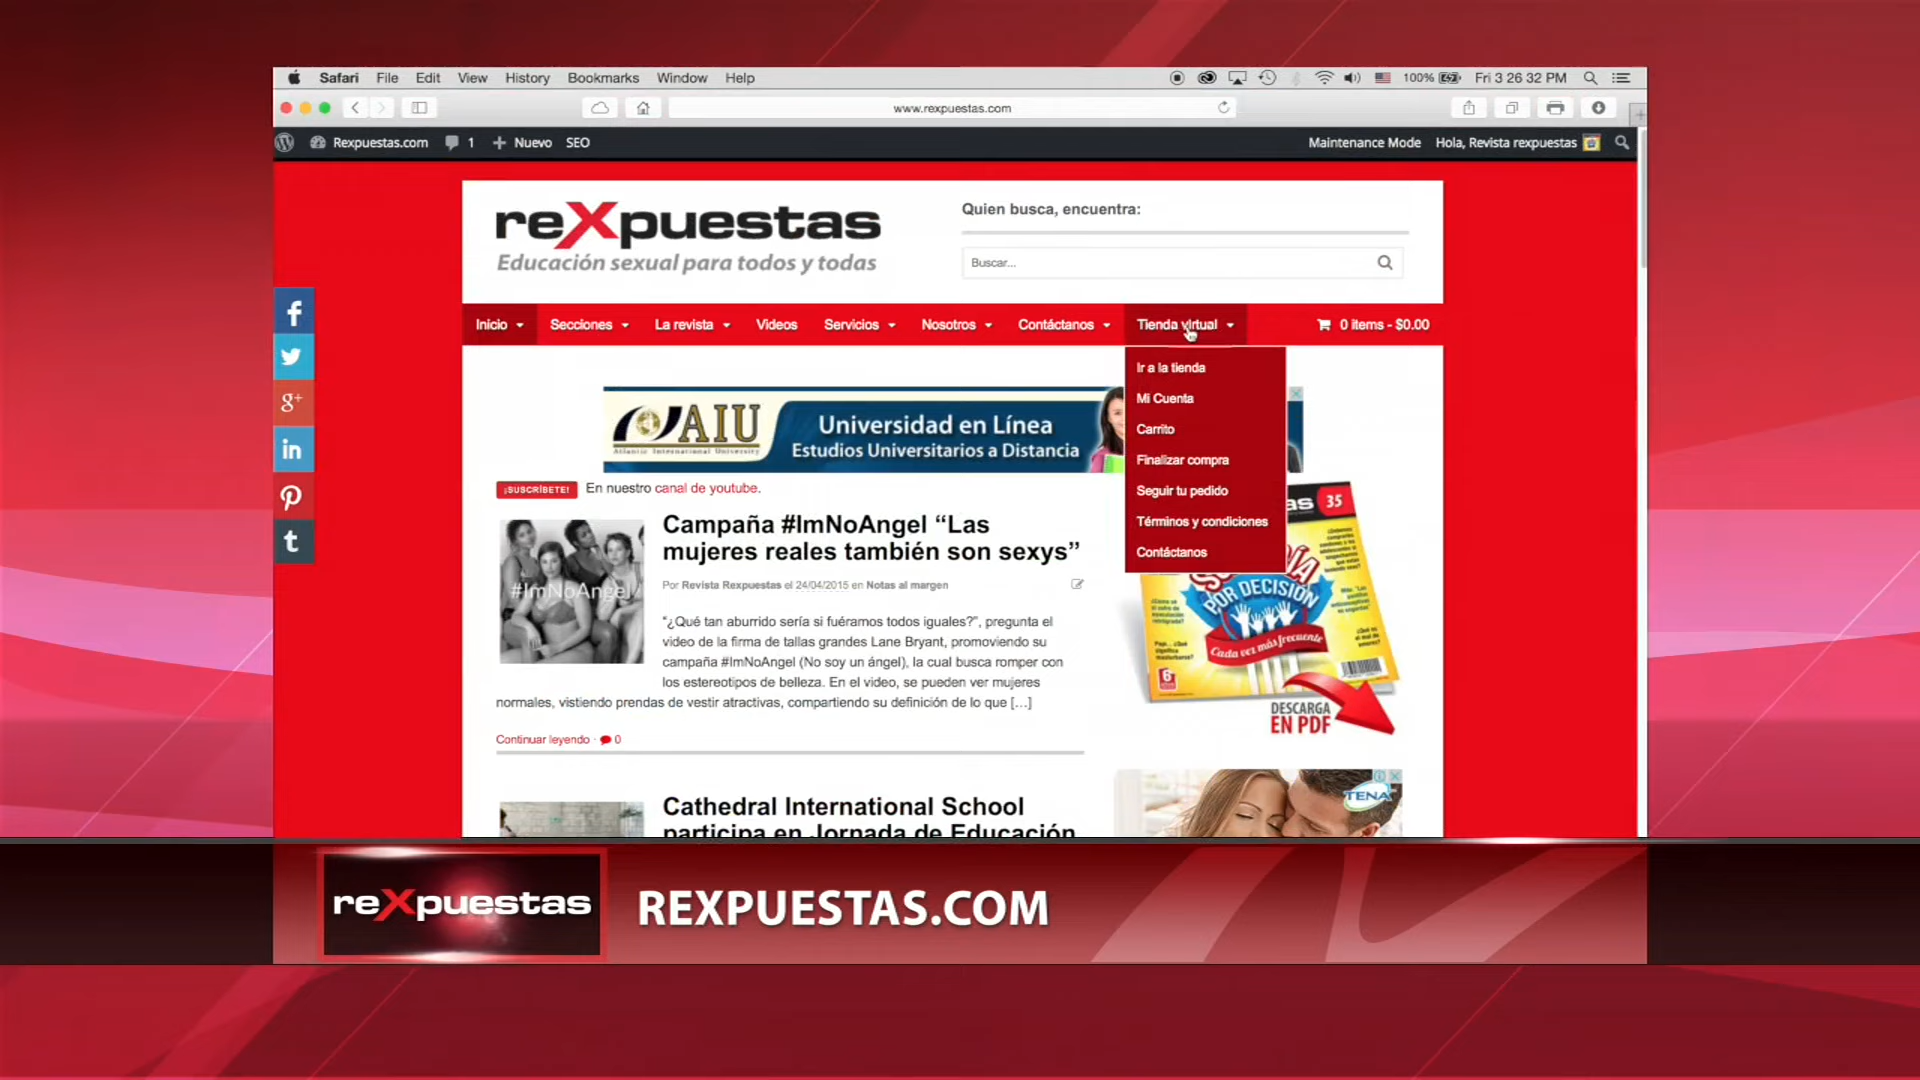 Safari File Edit View History Bookmarks Window Help 100% Fri 3 26 32 PM
www.rexpuestas.com
Rexpuestas.com 1 + Nuevo SEO Maintenance Mode Hola, Revista rexpuestas
reXpuestas
Educación sexual para todos y todas
Quien busca, encuentra:
Buscar...
Inicio Secciones La revista Videos Servicios Nosotros Contáctanos Tienda virtual 0 items - $0.00
Ir a la tienda
Mi Cuenta
Carrito
Finalizar compra
Seguir tu pedido
Términos y condiciones
Contáctanos
f
g+
in
t
AIU
Atlantic International University
Universidad en Línea
Estudios Universitarios a Distancia
¡SUSCRÍBETE! En nuestro canal de youtube.
#ImNoAngel
Campaña #ImNoAngel “Las
mujeres reales también son sexys”
Por Revista Rexpuestas el 24/04/2015 en Notas al margen
“¿Qué tan aburrido sería si fuéramos todos iguales?”, pregunta el
video de la firma de tallas grandes Lane Bryant, promoviendo su
campaña #ImNoAngel (No soy un ángel), la cual busca romper con
los estereotipos de belleza. En el video, se pueden ver mujeres
normales, vistiendo prendas de vestir atractivas, compartiendo su definición de lo que [...]
Continuar leyendo · 0
as 35
POR DECISIÓN
Cada vez más frecuente
DESCARGA
EN PDF
TENA
Cathedral International School
participa en Jornada de Educación
reXpuestas
REXPUESTAS.COM